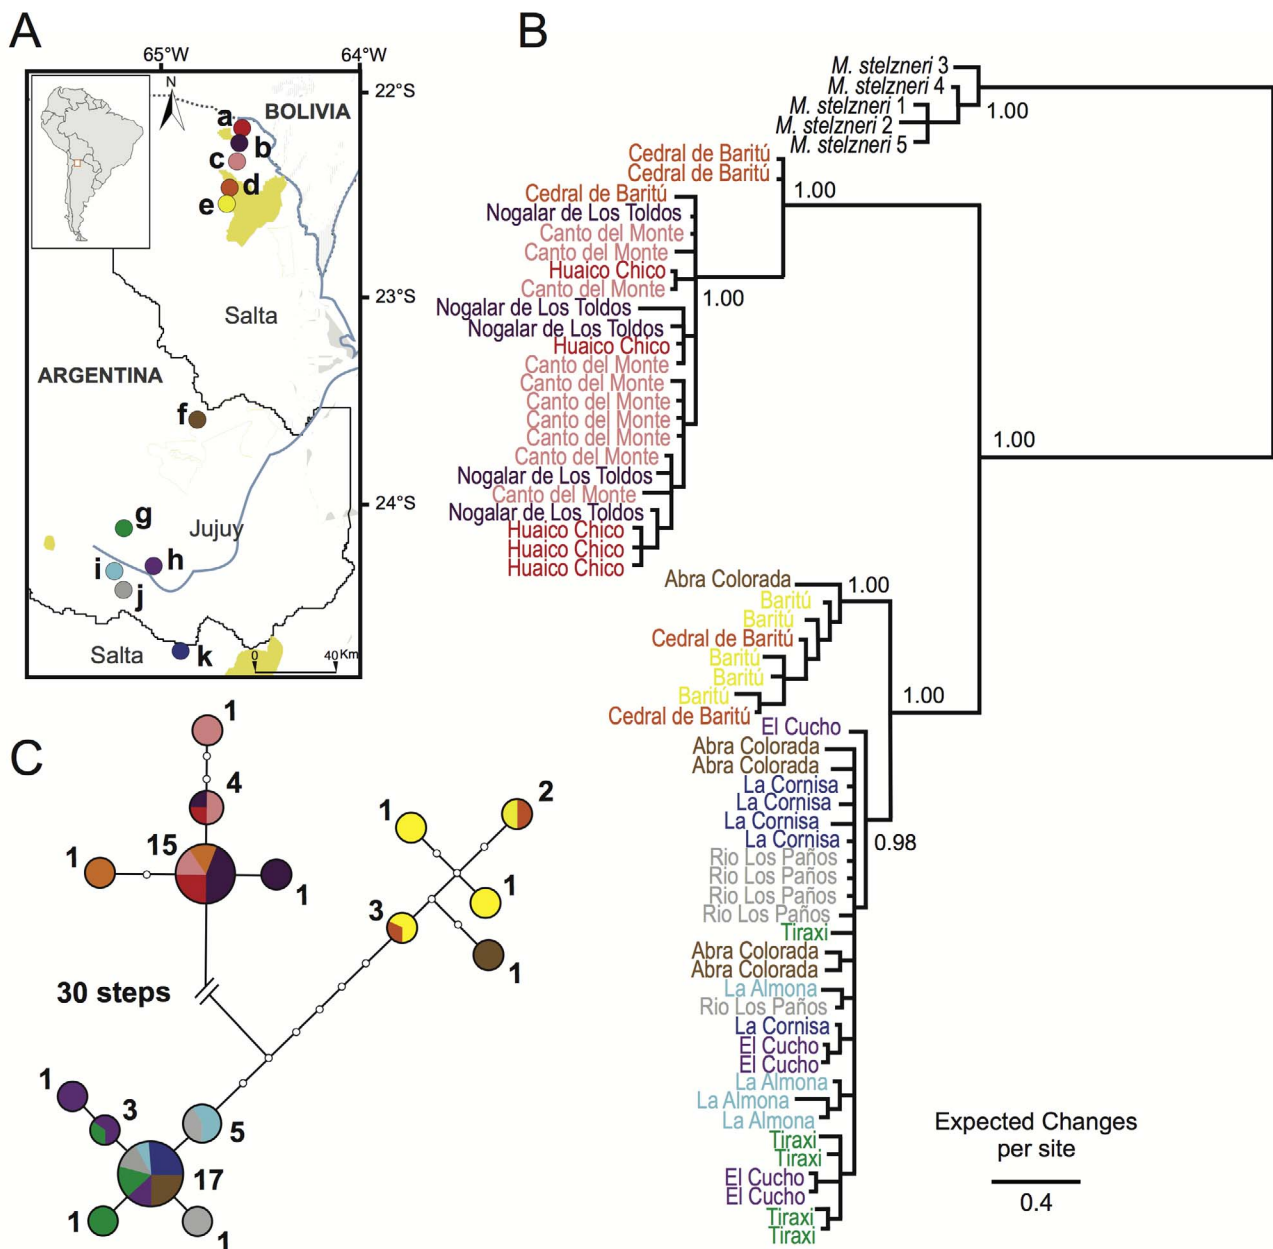 A
65°W
64°W
22°S
N
BOLIVIA
a
b
c
d
e
23°S
Salta
ARGENTINA
f
24°S
g
Jujuy
h
i
j
Salta
k
0
40 Km
B
M. stelzneri 3
M. stelzneri 4
M. stelzneri 1
M. stelzneri 2
M. stelzneri 5
1.00
Cedral de Baritú
Cedral de Baritú
1.00
Cedral de Baritú
Nogalar de Los Toldos
Canto del Monte
Canto del Monte
Huaico Chico
Canto del Monte
1.00
Nogalar de Los Toldos
Nogalar de Los Toldos
Huaico Chico
Canto del Monte
Canto del Monte
Canto del Monte
Canto del Monte
Canto del Monte
Canto del Monte
Nogalar de Los Toldos
Canto del Monte
Nogalar de Los Toldos
Huaico Chico
Huaico Chico
Huaico Chico
1.00
Abra Colorada
1.00
Baritú
Baritú
Cedral de Baritú
Baritú
Baritú
Baritú
Cedral de Baritú
1.00
El Cucho
Abra Colorada
Abra Colorada
La Cornisa
La Cornisa
La Cornisa
La Cornisa
0.98
Rio Los Paños
Rio Los Paños
Rio Los Paños
Rio Los Paños
Tiraxi
Abra Colorada
Abra Colorada
La Almona
Rio Los Paños
La Cornisa
El Cucho
El Cucho
La Almona
La Almona
La Almona
Tiraxi
Tiraxi
El Cucho
El Cucho
Tiraxi
Tiraxi
Expected Changes
per site
0.4
C
1
4
15
1
1
1
2
1
3
1
30 steps
1
3
5
17
1
1